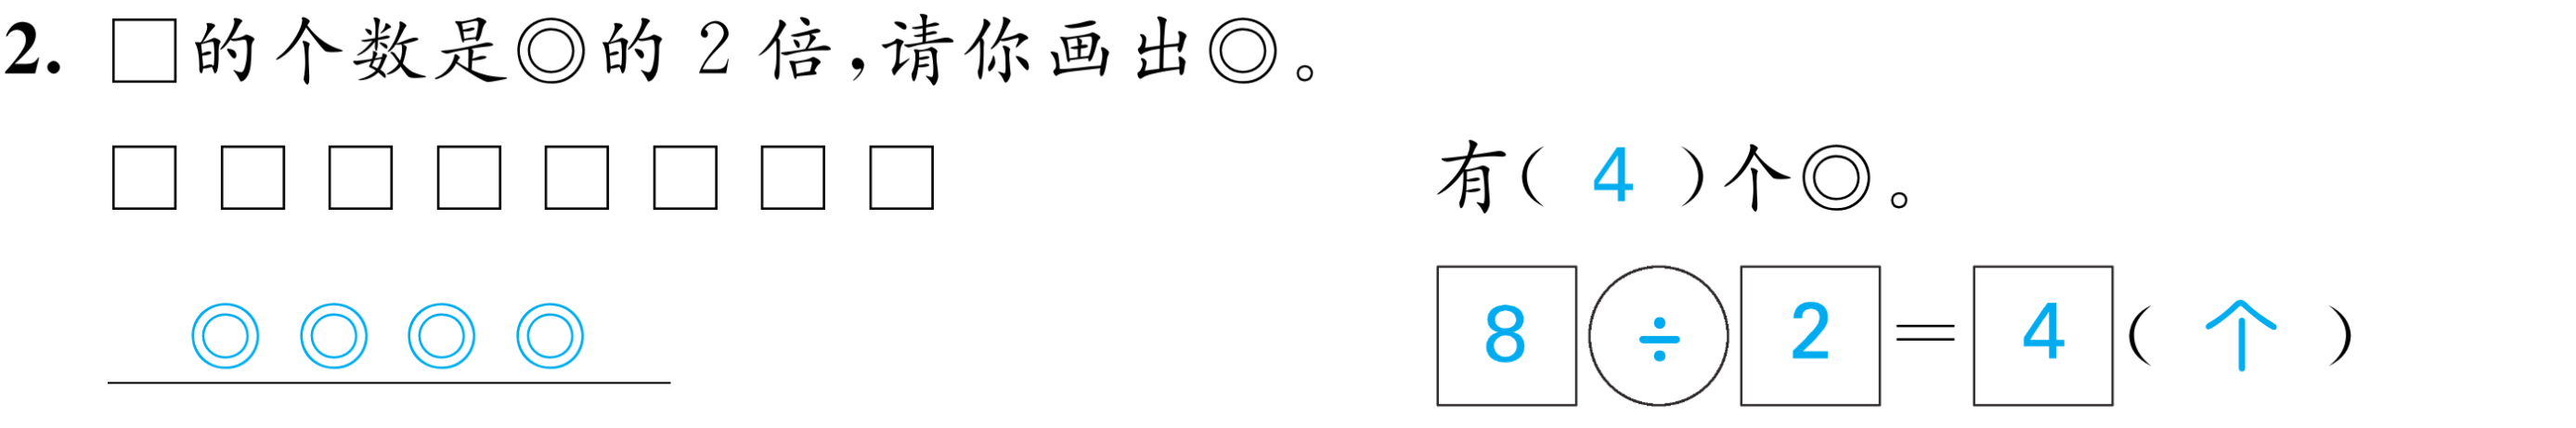 2. □的个数是◎的 2 倍,请你画出◎。
□ □ □ □ □ □ □ □
有( 4 )个◎。
◎ ◎ ◎ ◎
8 ÷ 2 = 4 ( 个 )